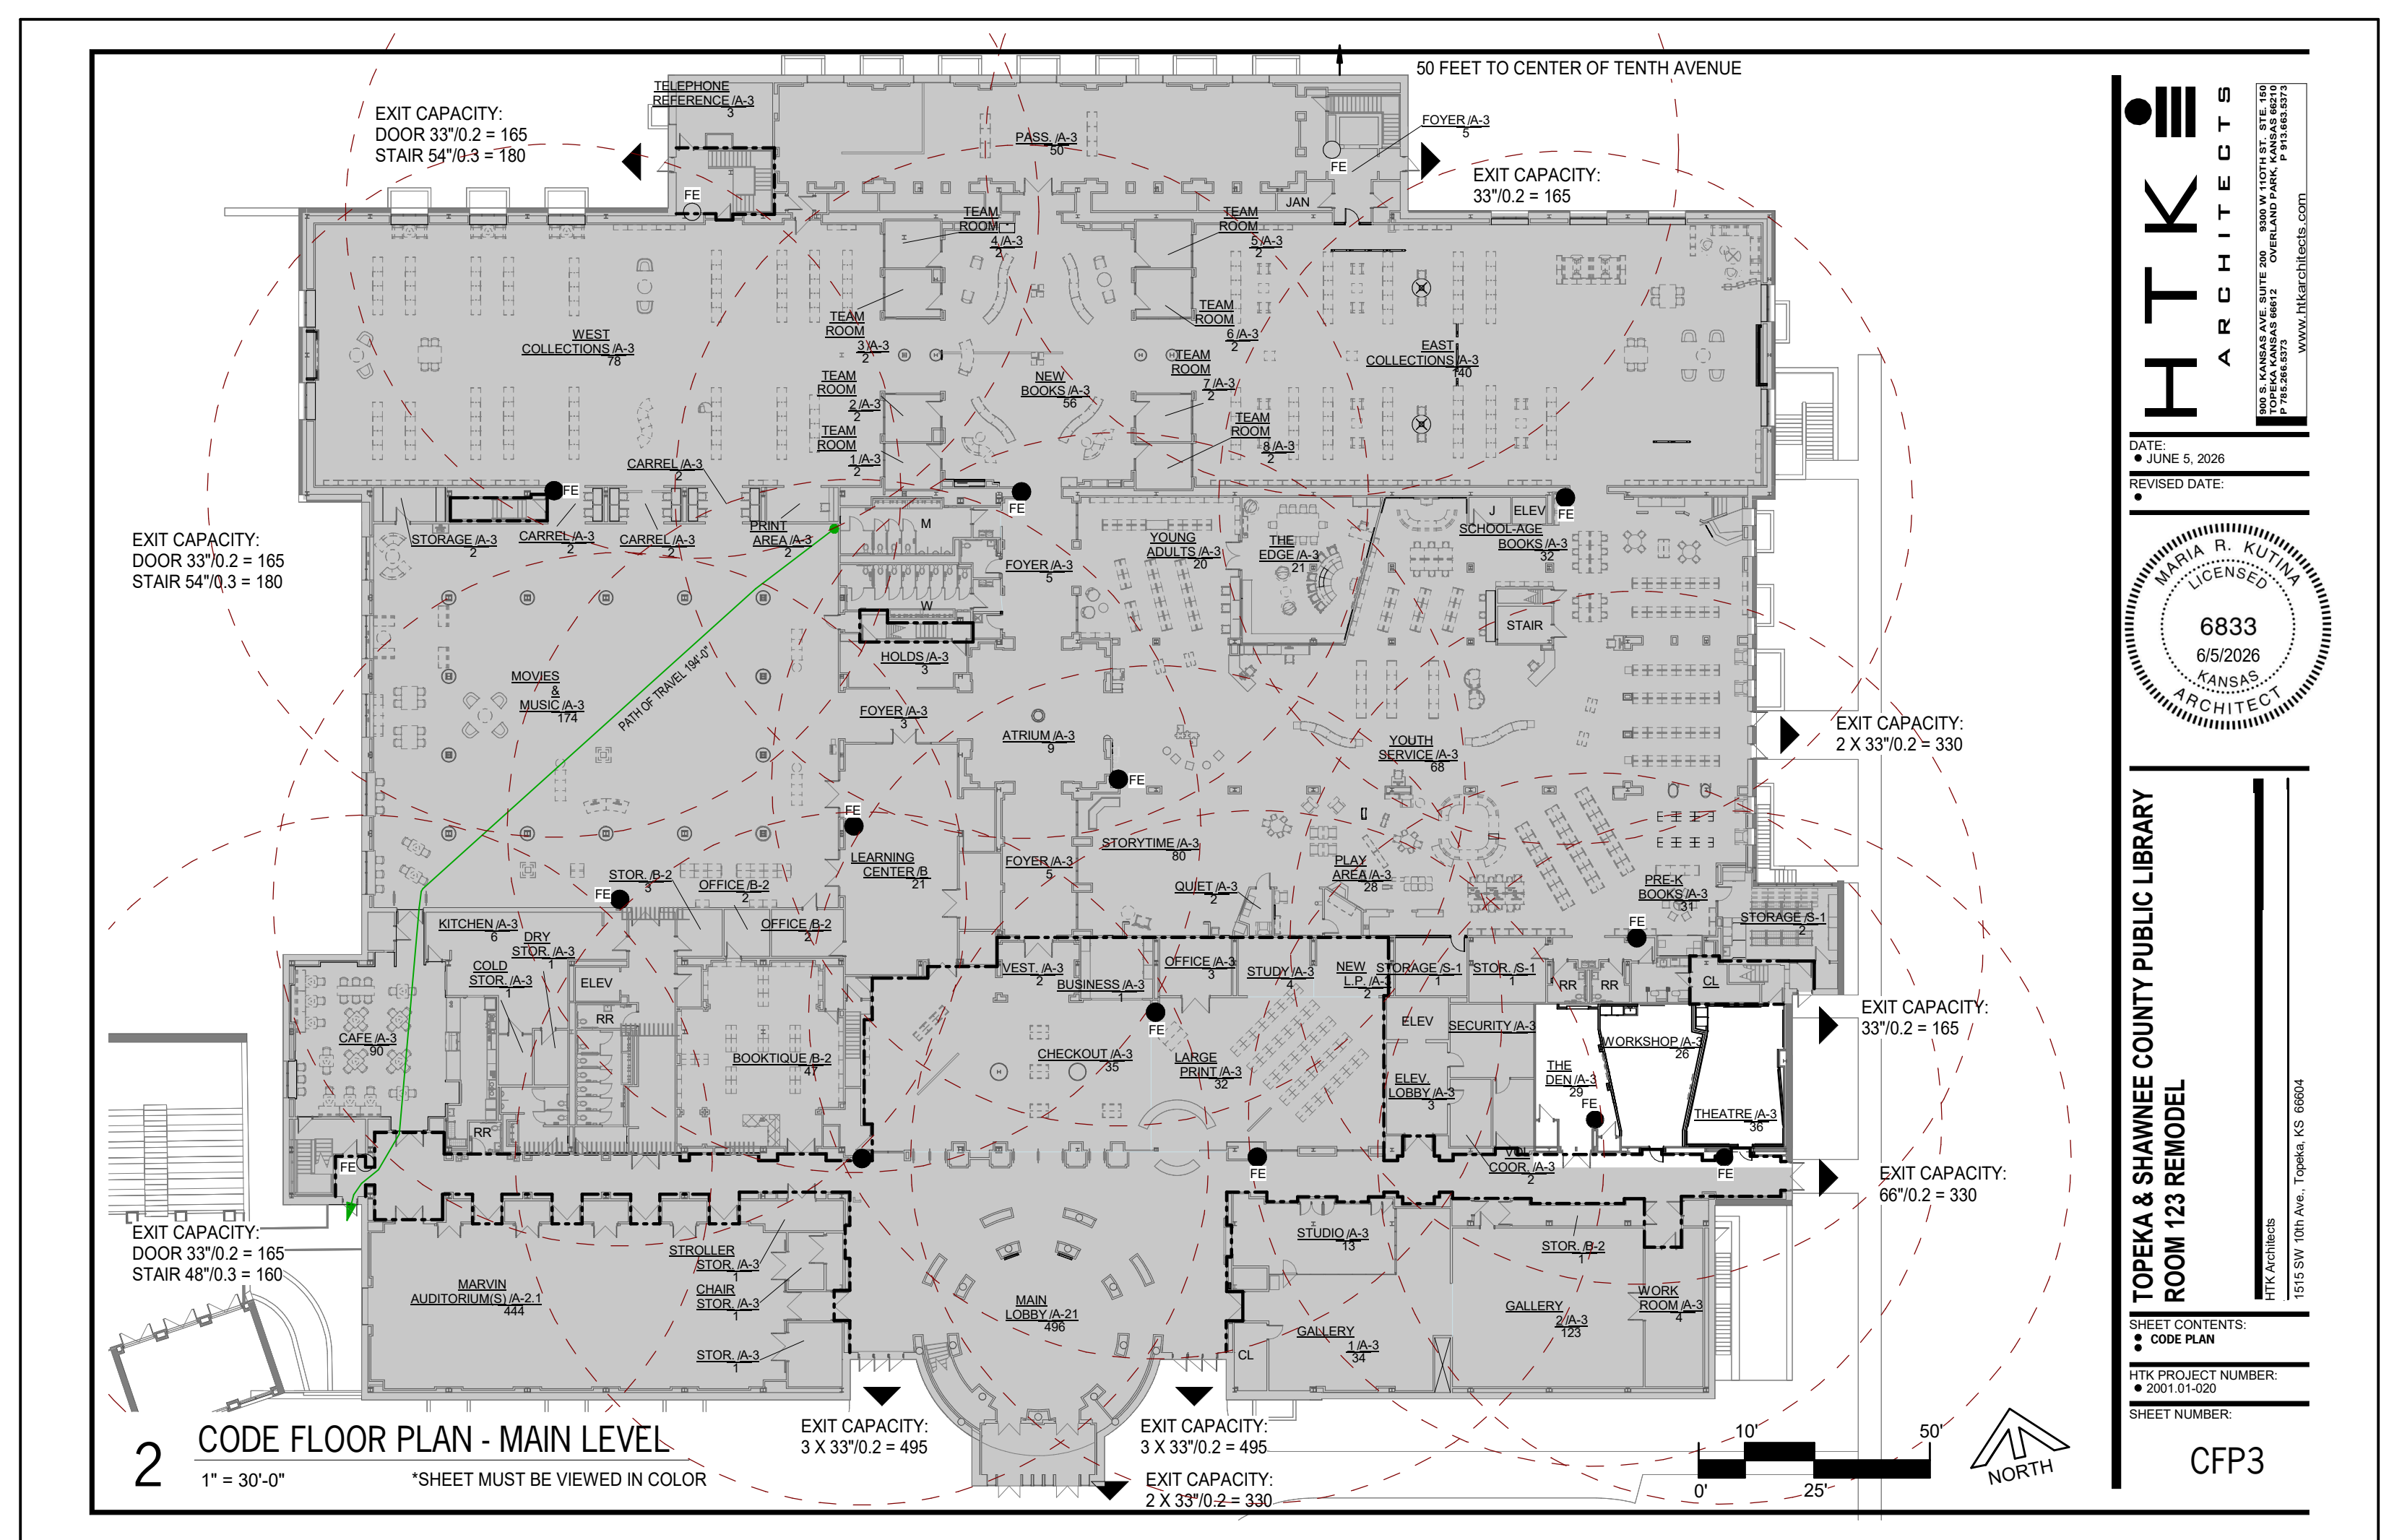 50 FEET TO CENTER OF TENTH AVENUE
TELEPHONE
REFERENCE /A-3
3
EXIT CAPACITY:
DOOR 33"/0.2 = 165
STAIR 54"/0.3 = 180
PASS. /A-3
50
FOYER /A-3
5
FE
FE
EXIT CAPACITY:
33"/0.2 = 165
JAN
TEAM
ROOM
4 /A-3
2
TEAM
ROOM
5 /A-3
2
WEST
COLLECTIONS /A-3
78
TEAM
ROOM
3 /A-3
2
TEAM
ROOM
6 /A-3
2
EAST
COLLECTIONS /A-3
140
NEW
BOOKS /A-3
56
TEAM
ROOM
2 /A-3
2
TEAM
ROOM
7 /A-3
2
TEAM
ROOM
1 /A-3
2
TEAM
ROOM
8 /A-3
2
CARREL /A-3
2
FE
FE
FE
EXIT CAPACITY:
DOOR 33"/0.2 = 165
STAIR 54"/0.3 = 180
STORAGE /A-3
2
CARREL /A-3
2
CARREL /A-3
2
PRINT
AREA /A-3
2
M
W
FOYER /A-3
5
YOUNG
ADULTS /A-3
20
THE
EDGE /A-3
21
J
ELEV
SCHOOL-AGE
BOOKS /A-3
32
STAIR
HOLDS /A-3
3
PATH OF TRAVEL 194'-0"
MOVIES
&
MUSIC /A-3
174
FOYER /A-3
3
ATRIUM /A-3
9
YOUTH
SERVICE /A-3
68
EXIT CAPACITY:
2 X 33"/0.2 = 330
FE
FE
LEARNING
CENTER /B
21
FOYER /A-3
5
STORYTIME /A-3
80
PLAY
AREA /A-3
28
QUIET /A-3
2
PRE-K
BOOKS /A-3
31
STORAGE /S-1
2
STOR. /B-2
3
OFFICE /B-2
2
OFFICE /B-2
2
FE
FE
KITCHEN /A-3
6
DRY
STOR. /A-3
1
COLD
STOR. /A-3
1
ELEV
RR
RR
CAFE /A-3
90
BOOKTIQUE /B-2
47
VEST. /A-3
2
BUSINESS /A-3
1
OFFICE /A-3
3
STUDY /A-3
4
NEW
L.P. /A-3
2
STORAGE /S-1
1
STOR. /S-1
1
RR
RR
CL
FE
ELEV
SECURITY /A-3
CHECKOUT /A-3
35
LARGE
PRINT /A-3
32
ELEV.
LOBBY /A-3
3
THE
DEN /A-3
29
FE
WORKSHOP /A-3
26
THEATRE /A-3
36
EXIT CAPACITY:
33"/0.2 = 165
FE
FE
FE
VOL.
COOR. /A-3
2
EXIT CAPACITY:
66"/0.2 = 330
EXIT CAPACITY:
DOOR 33"/0.2 = 165
STAIR 48"/0.3 = 160
STROLLER
STOR. /A-3
1
CHAIR
STOR. /A-3
1
STOR. /A-3
1
MARVIN
AUDITORIUM(S) /A-2.1
444
MAIN
LOBBY /A-21
496
STUDIO /A-3
13
STOR. /B-2
1
GALLERY
1 /A-3
34
GALLERY
2 /A-3
123
WORK
ROOM /A-3
4
CL
EXIT CAPACITY:
3 X 33"/0.2 = 495
EXIT CAPACITY:
3 X 33"/0.2 = 495
EXIT CAPACITY:
2 X 33"/0.2 = 330
2
CODE FLOOR PLAN - MAIN LEVEL
1" = 30'-0"
*SHEET MUST BE VIEWED IN COLOR
10'
50'
0'
25'
NORTH
HTK
ARCHITECTS
900 S. KANSAS AVE. SUITE 200 9300 W 110TH ST. STE. 150
TOPEKA KANSAS 66612 OVERLAND PARK, KANSAS 66210
P 785.266.5373 P 913.663.5373
www.htkarchitects.com
DATE:
JUNE 5, 2026
REVISED DATE:
MARIA R. KUTINA
LICENSED
6833
6/5/2026
KANSAS
ARCHITECT
TOPEKA & SHAWNEE COUNTY PUBLIC LIBRARY
ROOM 123 REMODEL
HTK Architects
1515 SW 10th Ave., Topeka, KS 66604
SHEET CONTENTS:
CODE PLAN
HTK PROJECT NUMBER:
2001.01-020
SHEET NUMBER:
CFP3